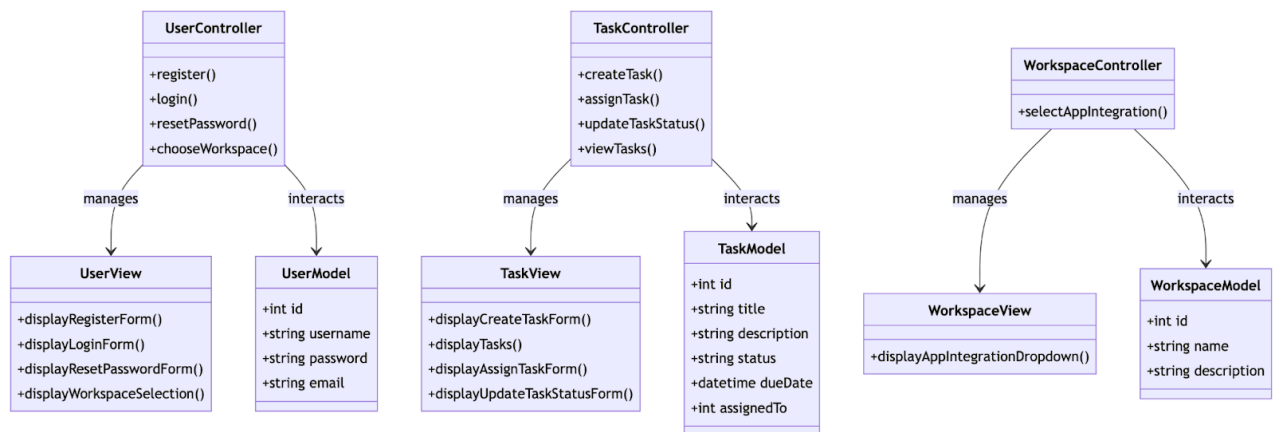 UserController
+register()
+login()
+resetPassword()
+chooseWorkspace()
manages
interacts
UserView
+displayRegisterForm()
+displayLoginForm()
+displayResetPasswordForm()
+displayWorkspaceSelection()
UserModel
+int id
+string username
+string password
+string email
TaskController
+createTask()
+assignTask()
+updateTaskStatus()
+viewTasks()
manages
interacts
TaskView
+displayCreateTaskForm()
+displayTasks()
+displayAssignTaskForm()
+displayUpdateTaskStatusForm()
TaskModel
+int id
+string title
+string description
+string status
+datetime dueDate
+int assignedTo
WorkspaceController
+selectAppIntegration()
manages
interacts
WorkspaceView
+displayAppIntegrationDropdown()
WorkspaceModel
+int id
+string name
+string description